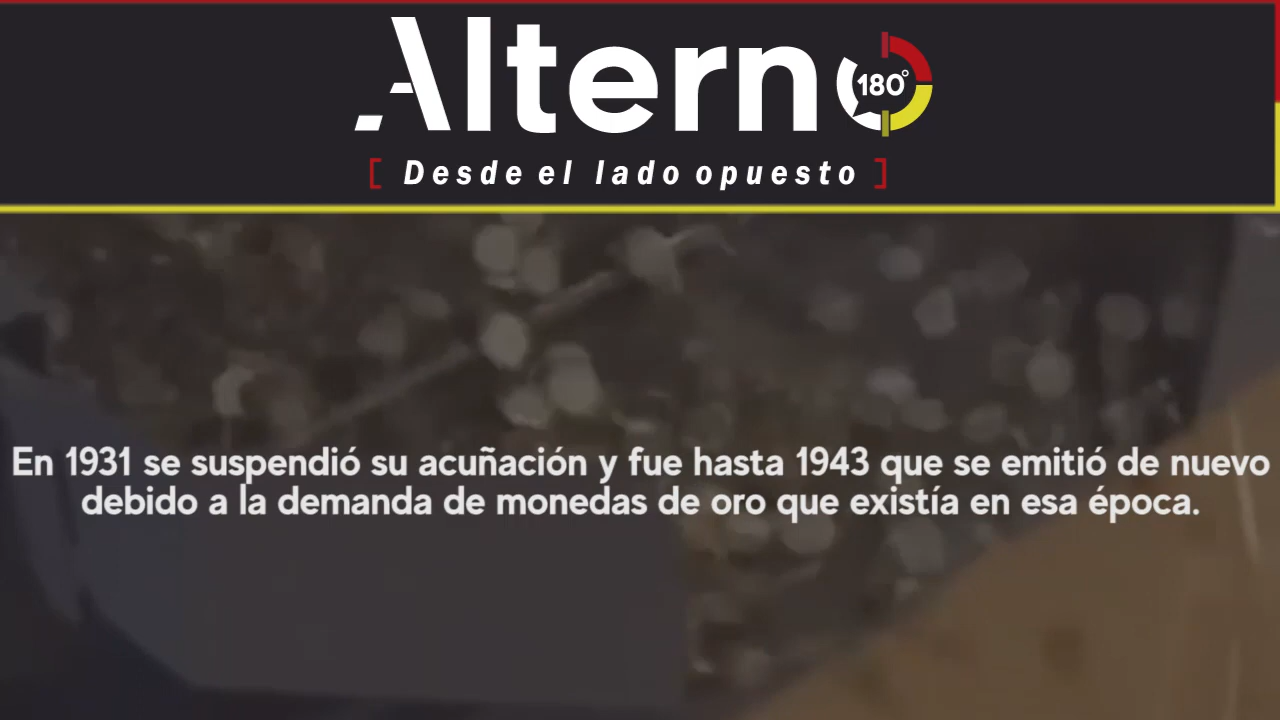 Alterno
180°
[ Desde el lado opuesto ]
En 1931 se suspendió su acuñación y fue hasta 1943 que se emitió de nuevo
debido a la demanda de monedas de oro que existía en esa época.